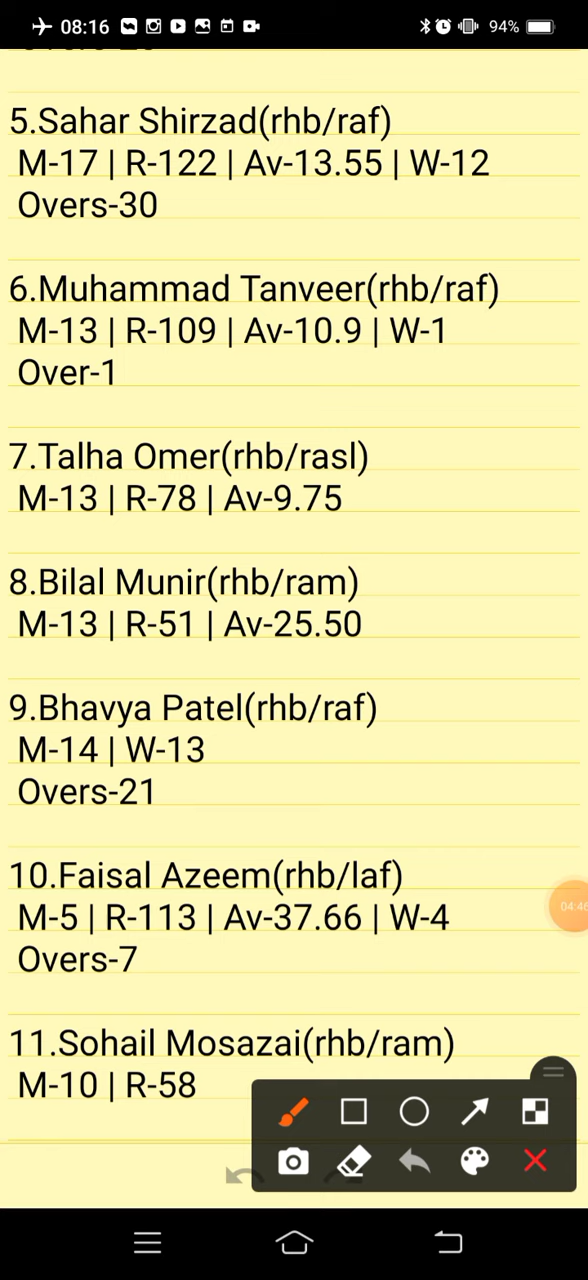 08:16
94%
5.Sahar Shirzad(rhb/raf)
M-17 | R-122 | Av-13.55 | W-12
Overs-30
6.Muhammad Tanveer(rhb/raf)
M-13 | R-109 | Av-10.9 | W-1
Over-1
7.Talha Omer(rhb/rasl)
M-13 | R-78 | Av-9.75
8.Bilal Munir(rhb/ram)
M-13 | R-51 | Av-25.50
9.Bhavya Patel(rhb/raf)
M-14 | W-13
Overs-21
10.Faisal Azeem(rhb/laf)
M-5 | R-113 | Av-37.66 | W-4
04:46
Overs-7
11.Sohail Mosazai(rhb/ram)
M-10 | R-58